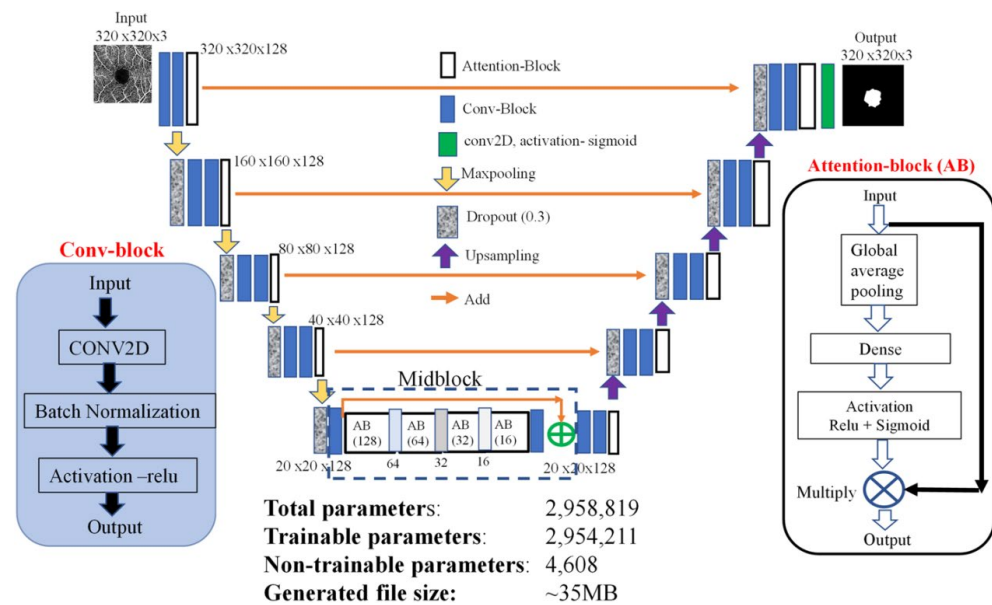 Input
320 x320x3
320 x320x128
Output
320 x320x3
Attention-Block
Conv-Block
conv2D, activation- sigmoid
Maxpooling
Dropout (0.3)
Upsampling
Add
160 x160 x128
80 x80 x128
40 x40 x128
Conv-block
Input
CONV2D
Batch Normalization
Activation –relu
Output
Midblock
AB
(128)
AB
(64)
AB
(32)
AB
(16)
20 x20 x128
64
32
16
20 x20x128
Attention-block (AB)
Input
Global
average
pooling
Dense
Activation
Relu + Sigmoid
Multiply
Output
Total parameters: 2,958,819
Trainable parameters: 2,954,211
Non-trainable parameters: 4,608
Generated file size: ~35MB